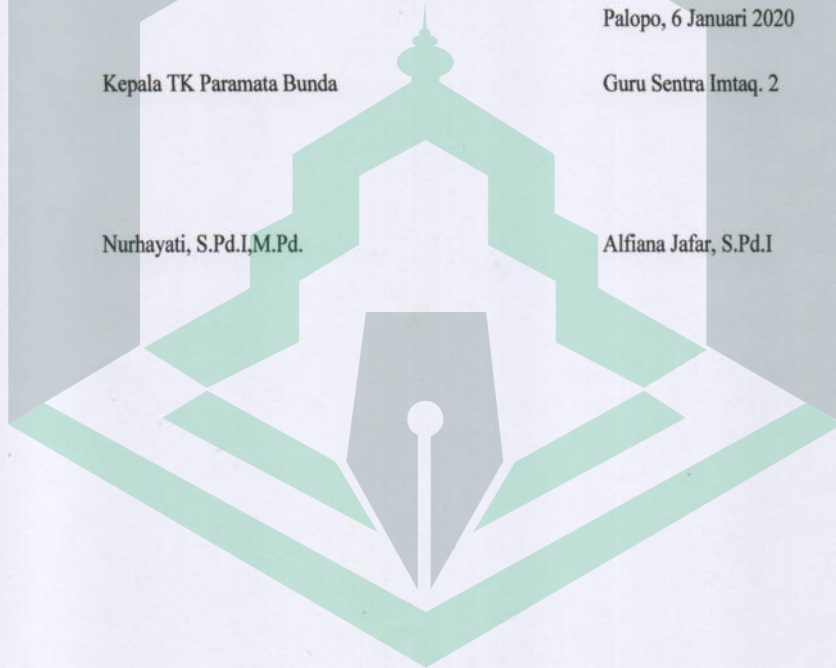 Palopo, 6 Januari 2020
Kepala TK Paramata Bunda
Guru Sentra Imtaq. 2
Nurhayati, S.Pd.I,M.Pd.
Alfiana Jafar, S.Pd.I